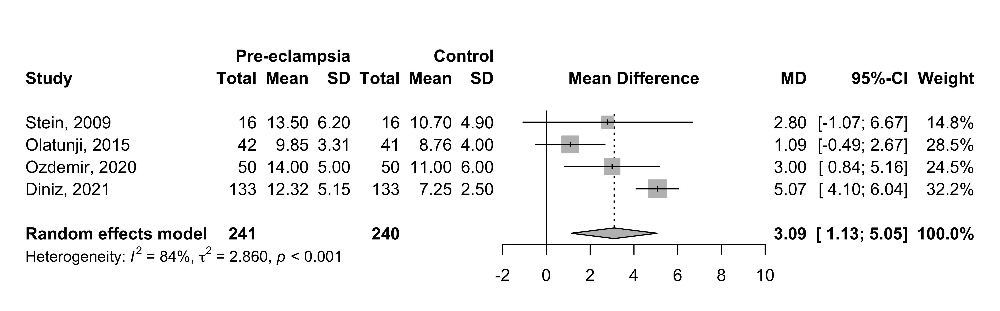 Pre-eclampsia Control
Study Total Mean SD Total Mean SD Mean Difference MD 95%-CI Weight
Stein, 2009 16 13.50 6.20 16 10.70 4.90 2.80 [-1.07; 6.67] 14.8%
Olatunji, 2015 42 9.85 3.31 41 8.76 4.00 1.09 [-0.49; 2.67] 28.5%
Ozdemir, 2020 50 14.00 5.00 50 11.00 6.00 3.00 [ 0.84; 5.16] 24.5%
Diniz, 2021 133 12.32 5.15 133 7.25 2.50 5.07 [ 4.10; 6.04] 32.2%
Random effects model 241 240 3.09 [ 1.13; 5.05] 100.0%
Heterogeneity: I² = 84%, τ² = 2.860, p < 0.001
-2 0 2 4 6 8 10